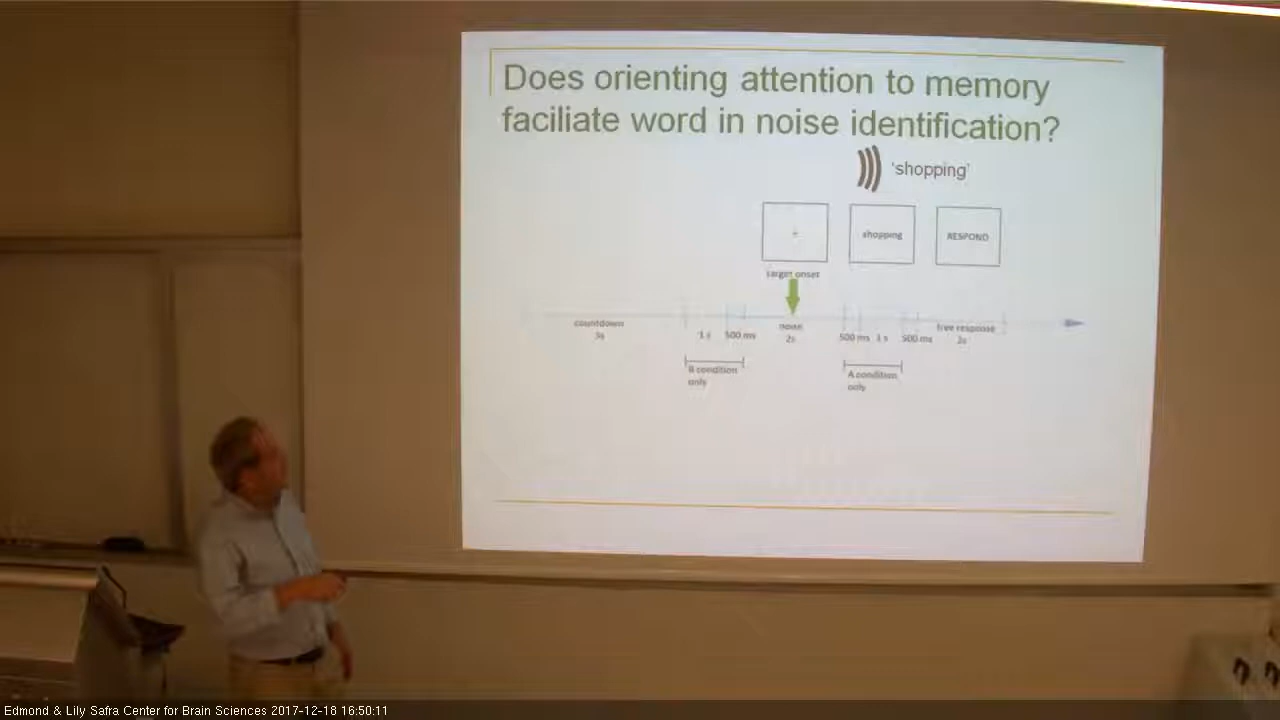 Does orienting attention to memory
faciliate word in noise identification?
'shopping'
shopping
RESPOND
target onset
countdown
3s
1 s
500 ms
noise
2s
500 ms
1 s
500 ms
free response
2s
B condition
only
A condition
only
Edmond & Lily Safra Center for Brain Sciences 2017-12-18 16:50:11